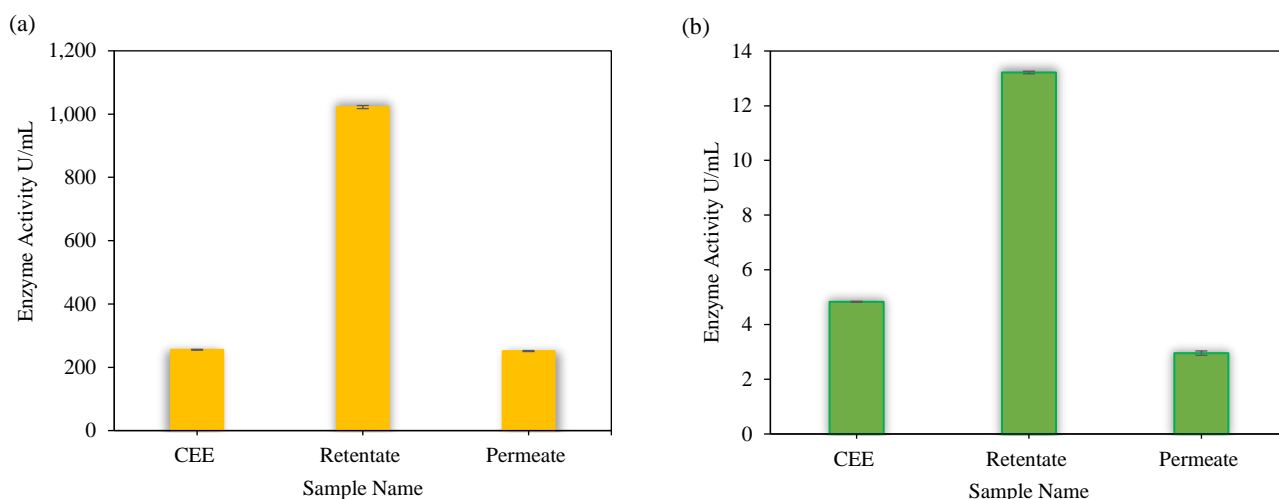 (a)
Enzyme Activity U/mL
1,200
1,000
800
600
400
200
0
CEE Retentate Permeate
Sample Name
(b)
Enzyme Activity U/mL
14
12
10
8
6
4
2
0
CEE Retentate Permeate
Sample Name